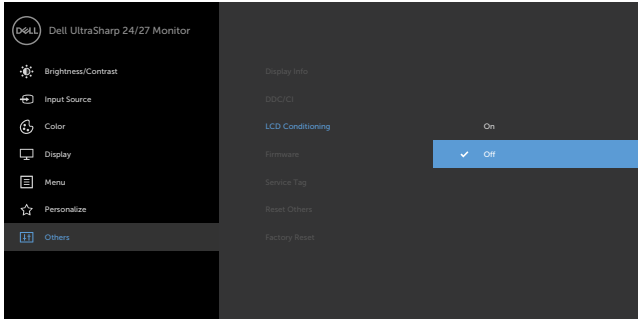 DELL Dell UltraSharp 24/27 Monitor
Brightness/Contrast
Input Source
Color
Display
Menu
Personalize
Others
Display Info
DDC/CI
LCD Conditioning
Firmware
Service Tag
Reset Others
Factory Reset
On
Off